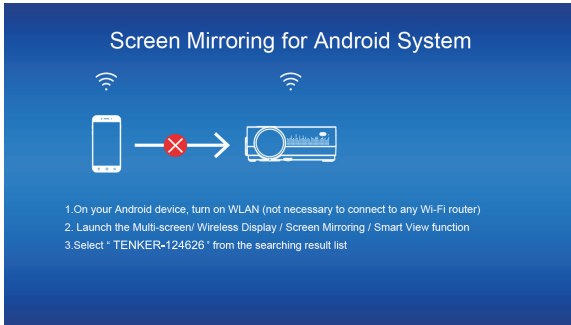 Screen Mirroring for Android System
1.On your Android device, turn on WLAN (not necessary to connect to any Wi-Fi router)
2. Launch the Multi-screen/ Wireless Display / Screen Mirroring / Smart View function
3.Select “ TENKER-124626 ’ from the searching result list